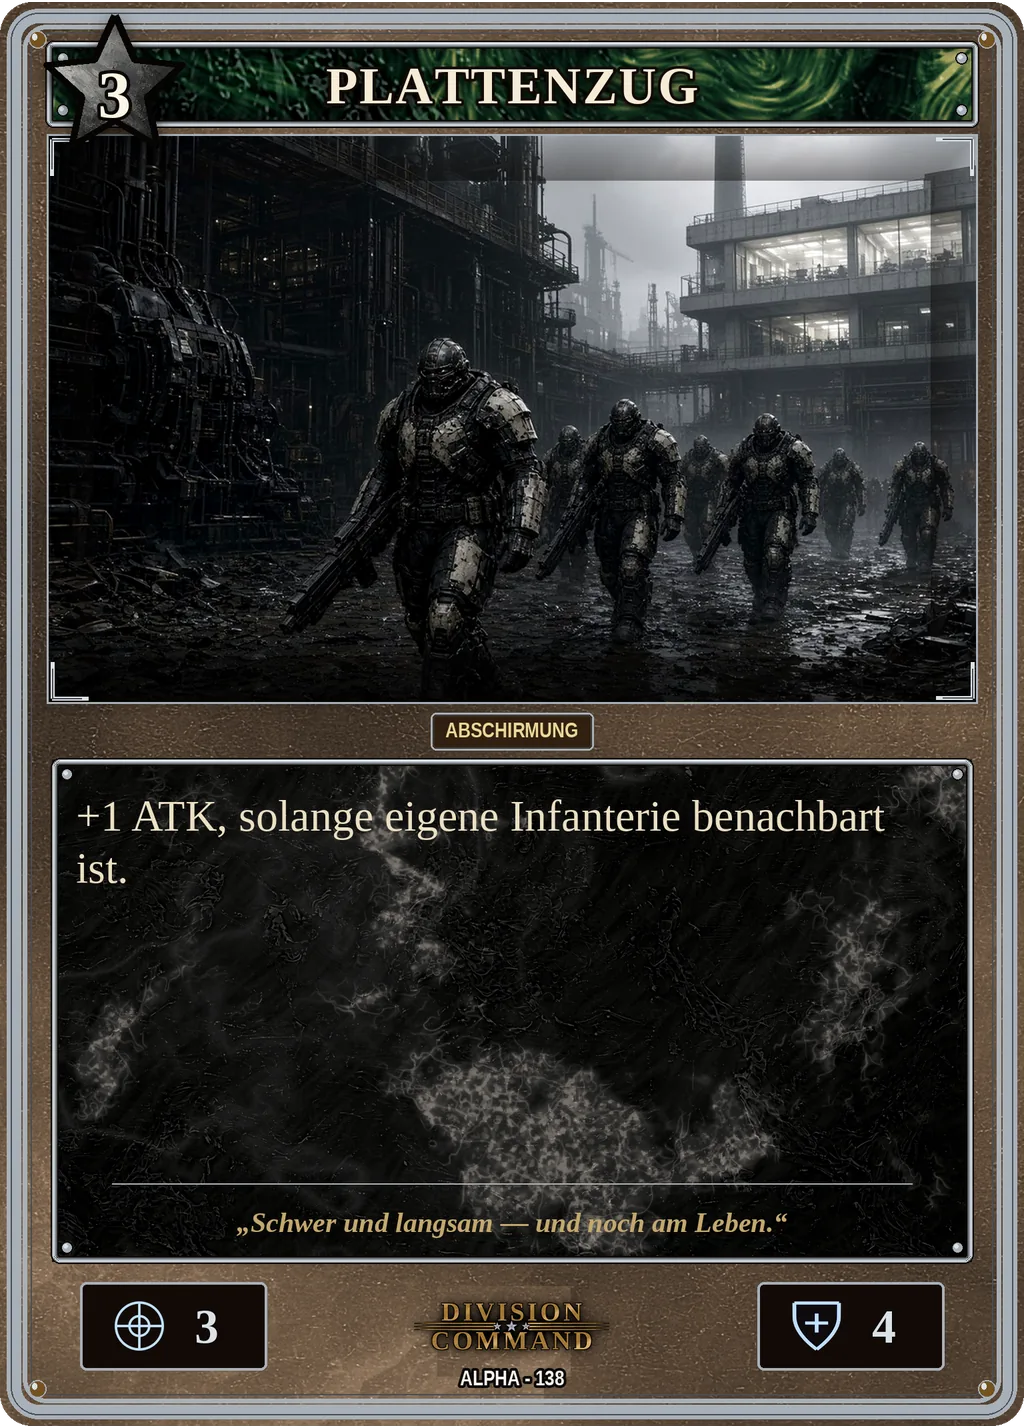 3
PLATTENZUG
ABSCHIRMUNG
+1 ATK, solange eigene Infanterie benachbart
ist.
„Schwer und langsam — und noch am Leben.“
3
DIVISION
COMMAND
4
ALPHA - 138